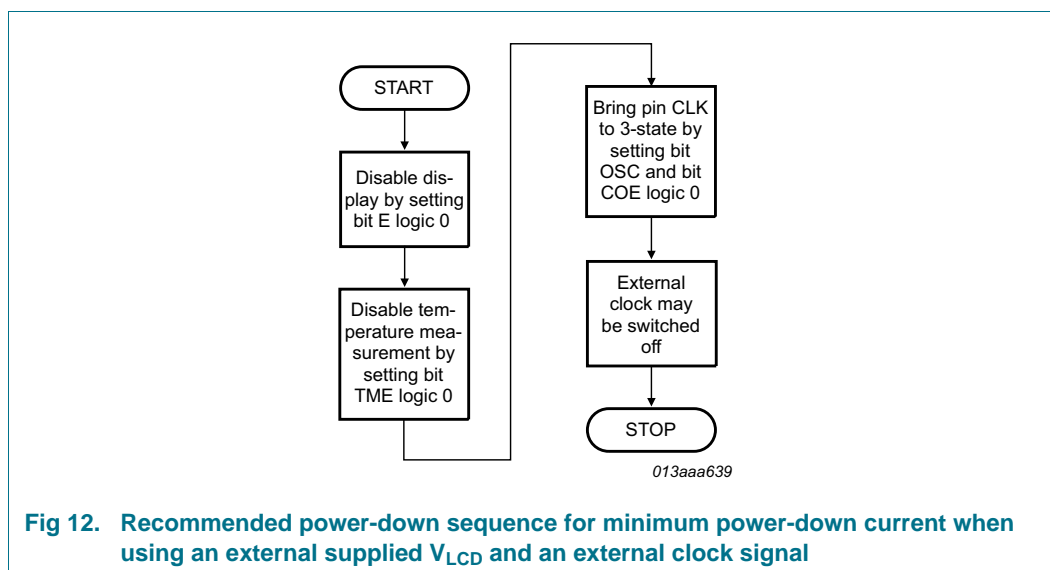 START
Disable dis-
play by setting
bit E logic 0
Disable tem-
perature mea-
surement by
setting bit
TME logic 0
Bring pin CLK
to 3-state by
setting bit
OSC and bit
COE logic 0
External
clock may
be switched
off
STOP
013aaa639
Fig 12. Recommended power-down sequence for minimum power-down current when
using an external supplied VLCD and an external clock signal